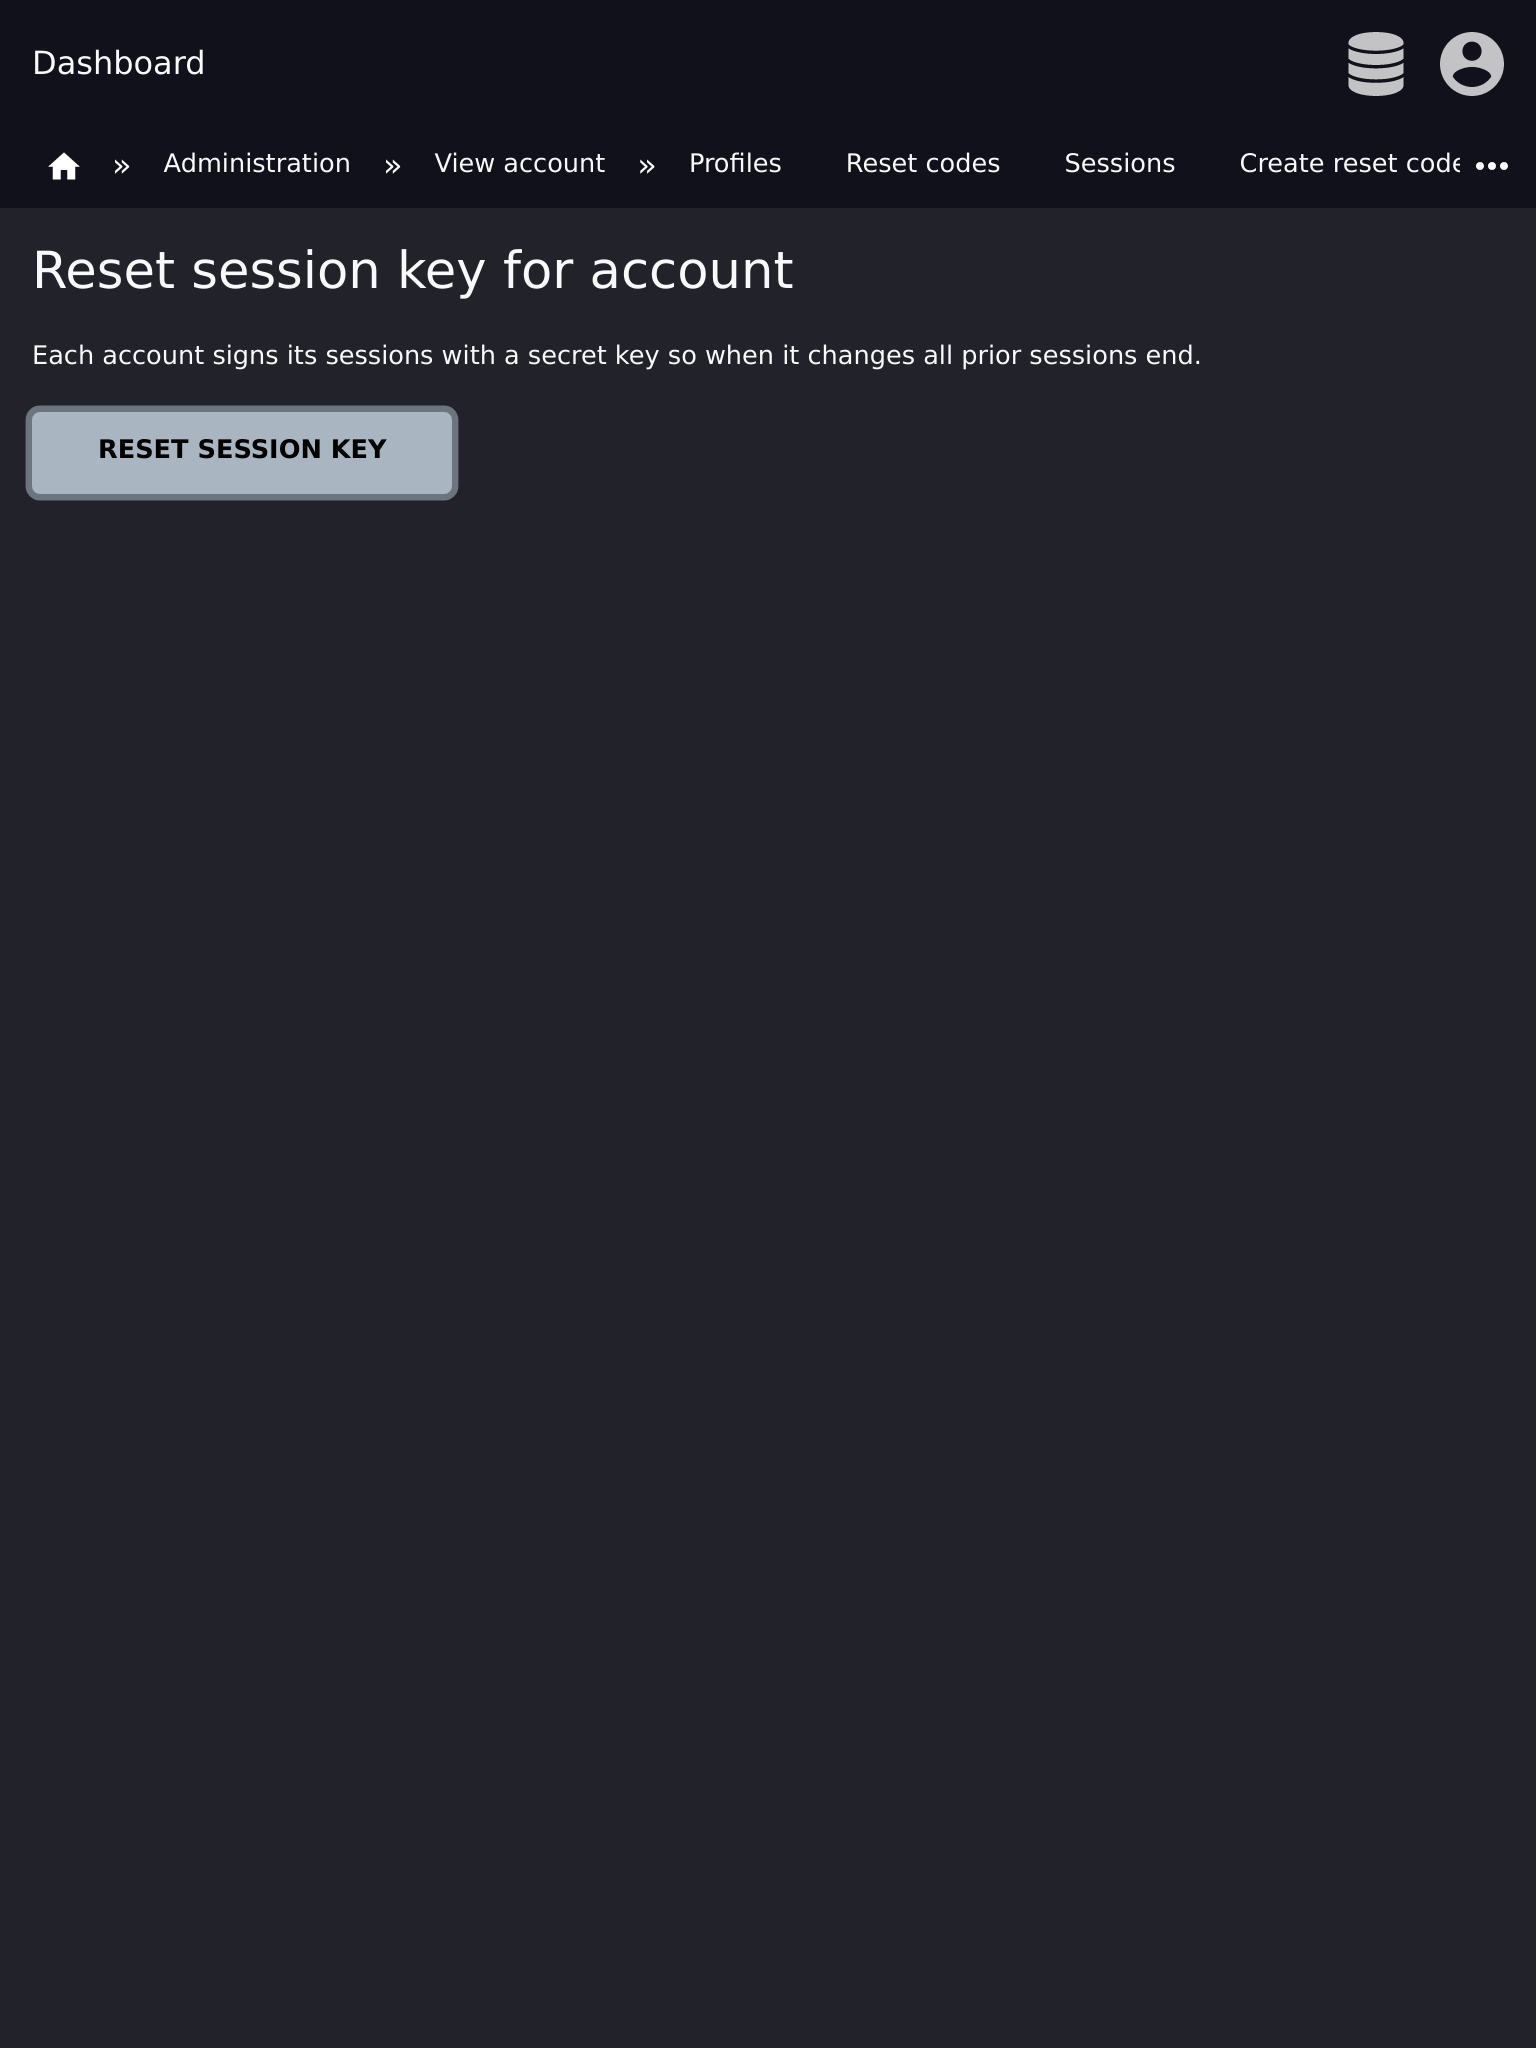 Dashboard
» Administration » View account » Profiles Reset codes Sessions Create reset code
Reset session key for account
Each account signs its sessions with a secret key so when it changes all prior sessions end.
RESET SESSION KEY